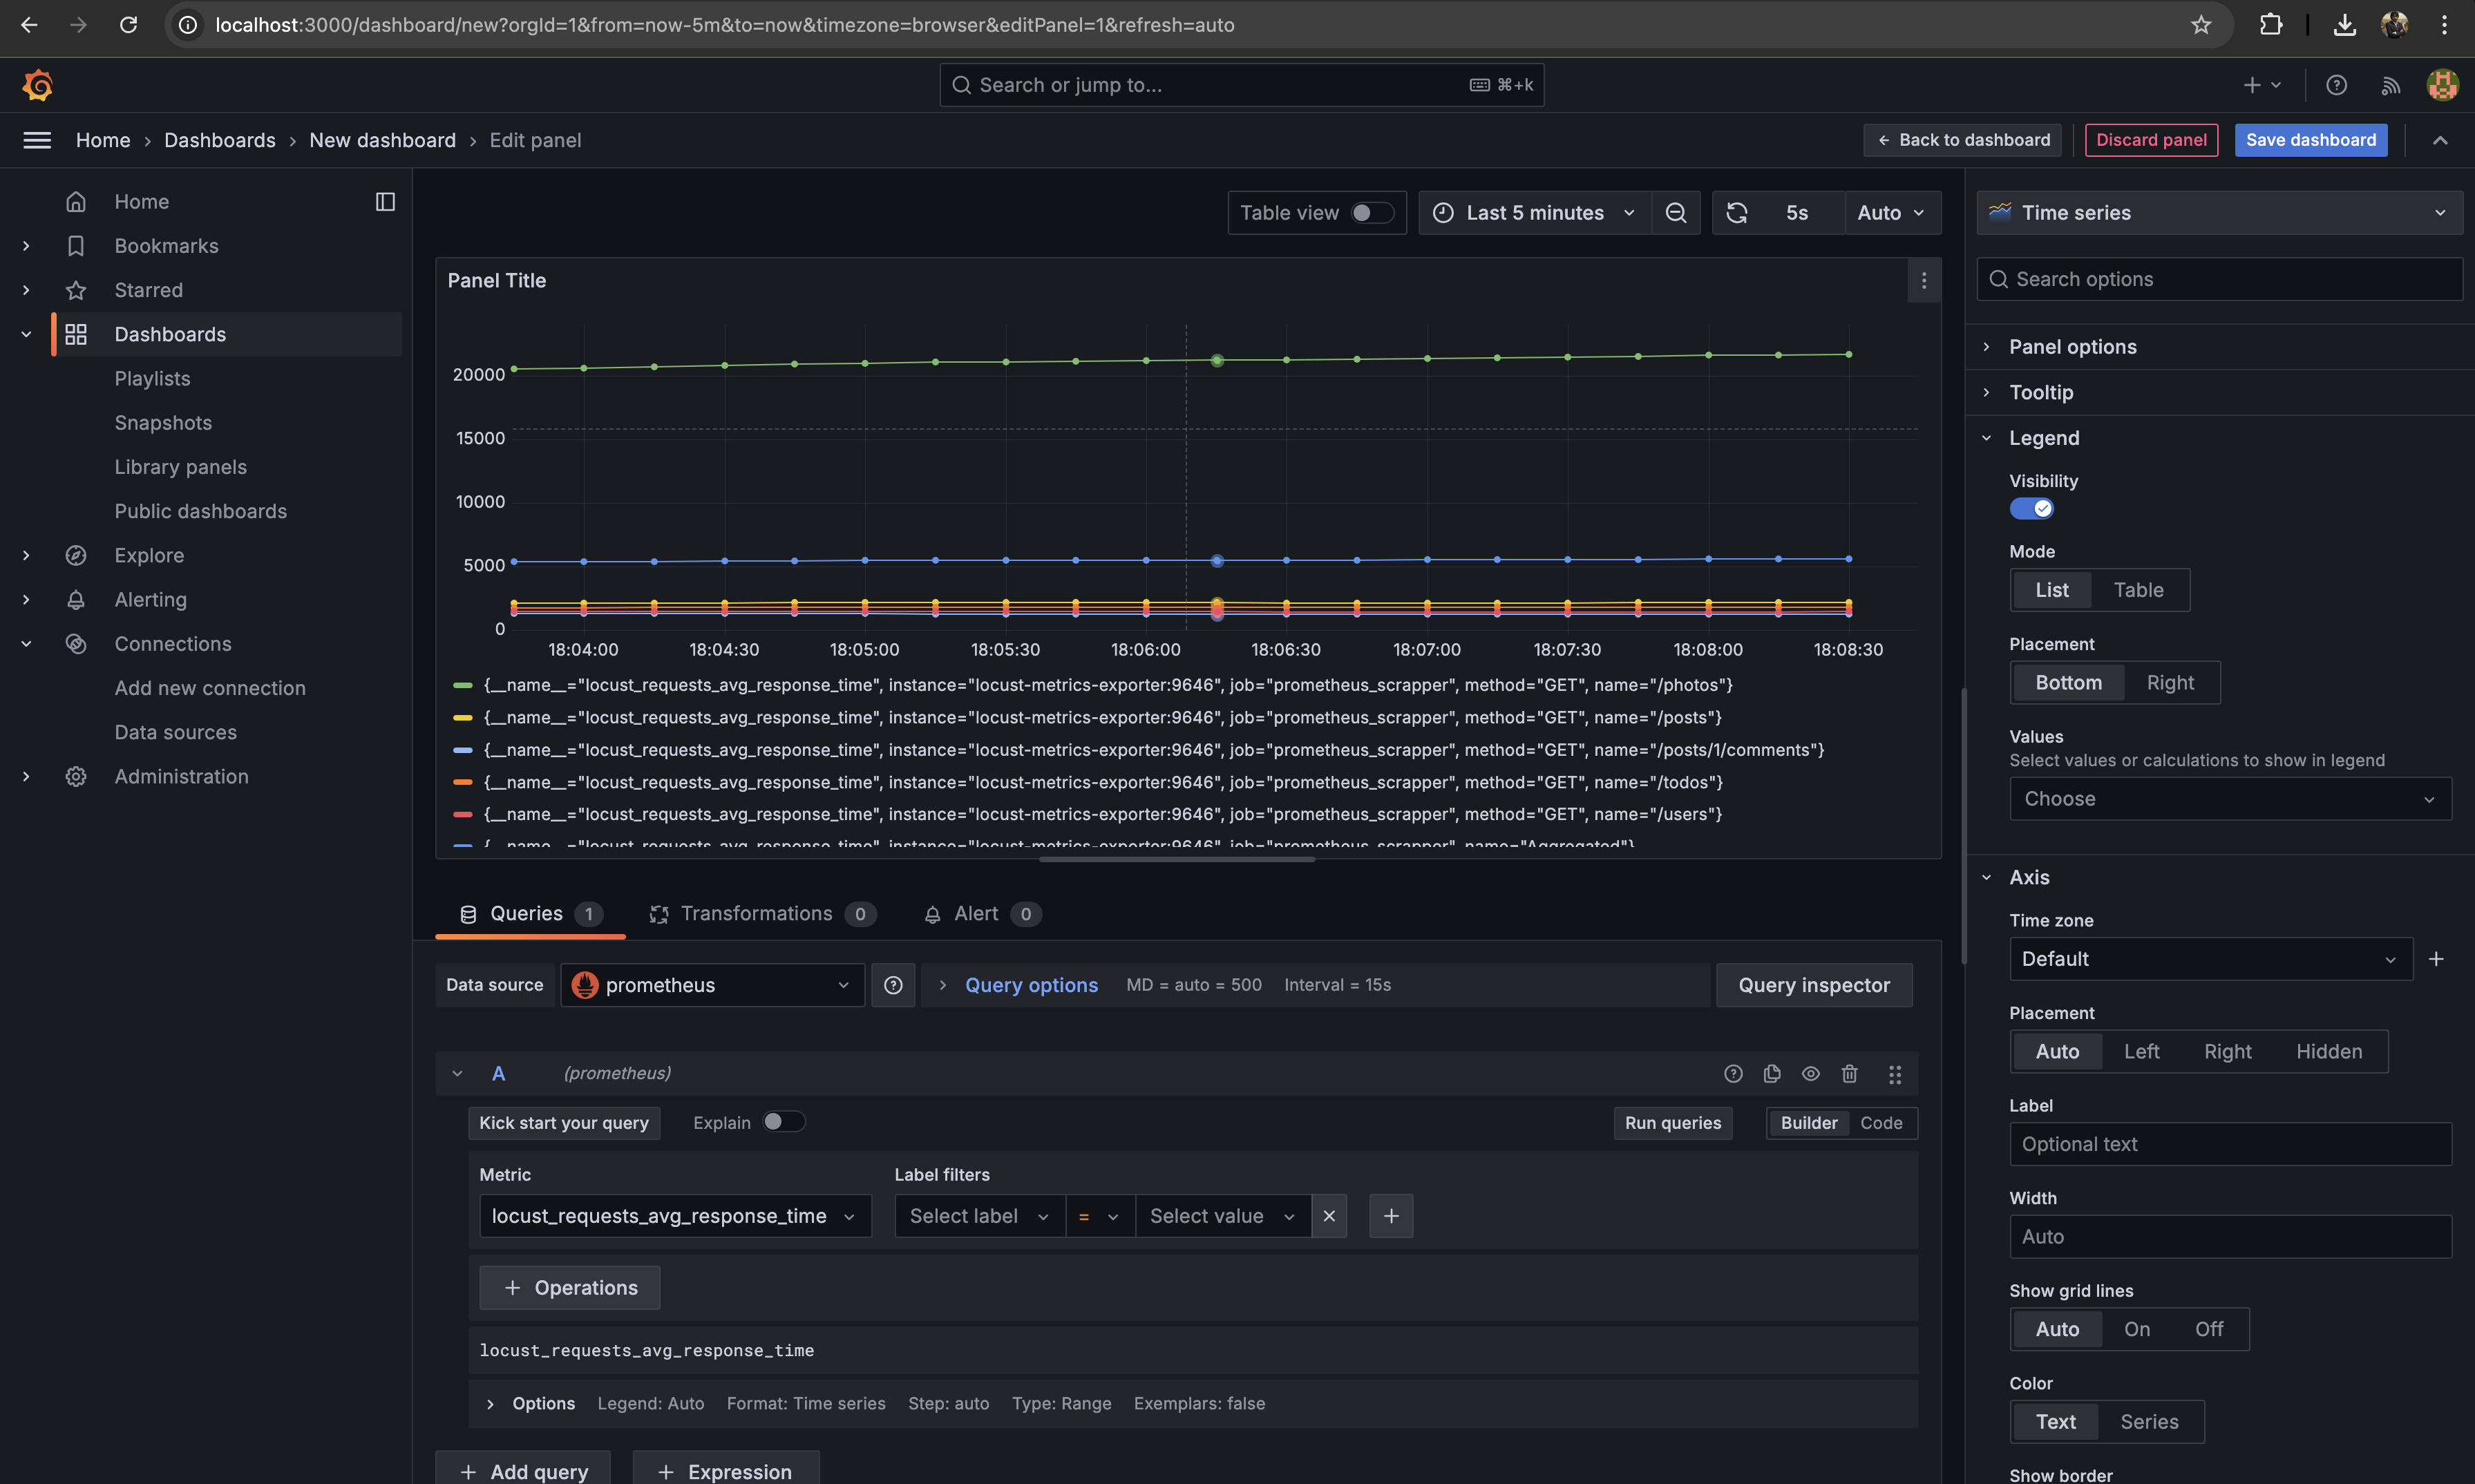 localhost:3000/dashboard/new?orgId=1&from=now-5m&to=now&timezone=browser&editPanel=1&refresh=auto
Search or jump to... ⌘+k
Home › Dashboards › New dashboard › Edit panel
← Back to dashboard
Discard panel
Save dashboard
Home
Bookmarks
Starred
Dashboards
Playlists
Snapshots
Library panels
Public dashboards
Explore
Alerting
Connections
Add new connection
Data sources
Administration
Table view
Last 5 minutes
5s
Auto
Panel Title
20000
15000
10000
5000
0
18:04:00 18:04:30 18:05:00 18:05:30 18:06:00 18:06:30 18:07:00 18:07:30 18:08:00 18:08:30
{__name__="locust_requests_avg_response_time", instance="locust-metrics-exporter:9646", job="prometheus_scrapper", method="GET", name="/photos"}
{__name__="locust_requests_avg_response_time", instance="locust-metrics-exporter:9646", job="prometheus_scrapper", method="GET", name="/posts"}
{__name__="locust_requests_avg_response_time", instance="locust-metrics-exporter:9646", job="prometheus_scrapper", method="GET", name="/posts/1/comments"}
{__name__="locust_requests_avg_response_time", instance="locust-metrics-exporter:9646", job="prometheus_scrapper", method="GET", name="/todos"}
{__name__="locust_requests_avg_response_time", instance="locust-metrics-exporter:9646", job="prometheus_scrapper", method="GET", name="/users"}
{__name__="locust_requests_avg_response_time", instance="locust-metrics-exporter:9646", job="prometheus_scrapper", name="Aggregated"}
Queries 1
Transformations 0
Alert 0
Data source
prometheus
Query options MD = auto = 500 Interval = 15s
Query inspector
A (prometheus)
Kick start your query
Explain
Run queries
Builder Code
Metric
Label filters
locust_requests_avg_response_time
Select label
=
Select value
+ Operations
locust_requests_avg_response_time
Options Legend: Auto Format: Time series Step: auto Type: Range Exemplars: false
+ Add query
+ Expression
Time series
Search options
Panel options
Tooltip
Legend
Visibility
Mode
List Table
Placement
Bottom Right
Values
Select values or calculations to show in legend
Choose
Axis
Time zone
Default
Placement
Auto Left Right Hidden
Label
Optional text
Width
Auto
Show grid lines
Auto On Off
Color
Text Series
Show border